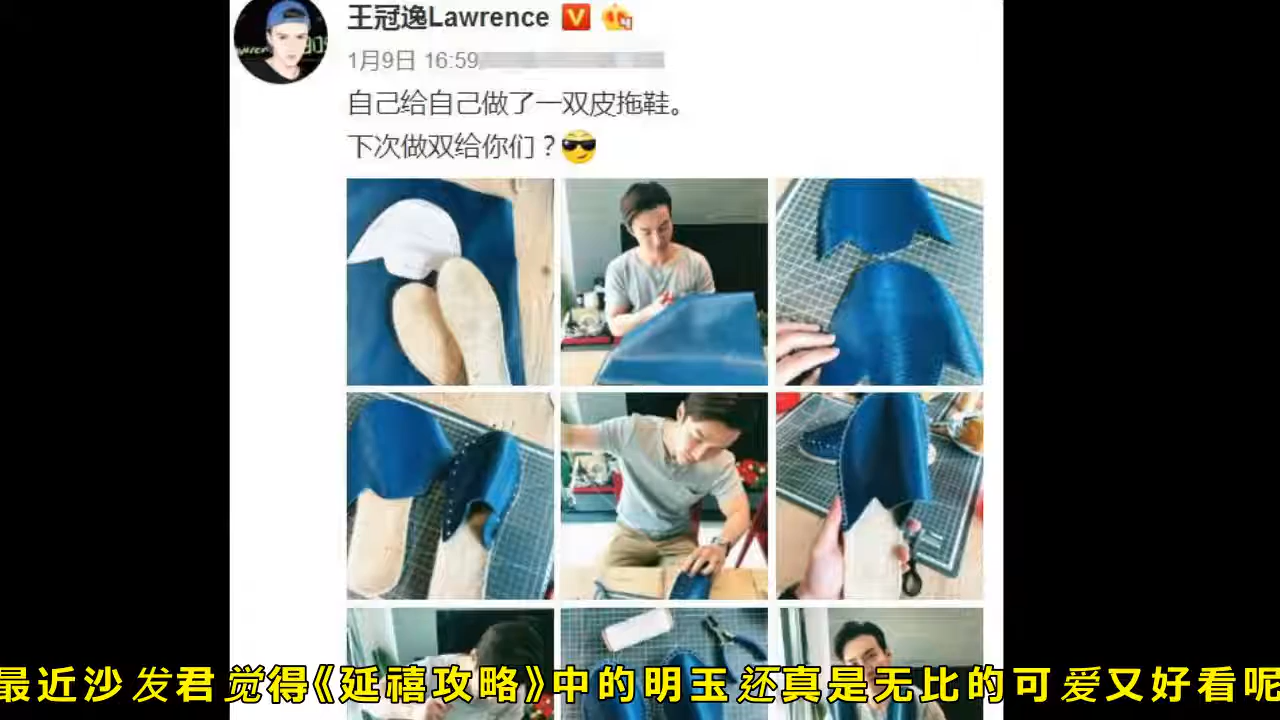 王冠逸Lawrence
1月9日 16:59
自己给自己做了一双皮拖鞋。
下次做双给你们？
最近沙发君觉得《延禧攻略》中的明玉还真是无比的可爱又好看呢